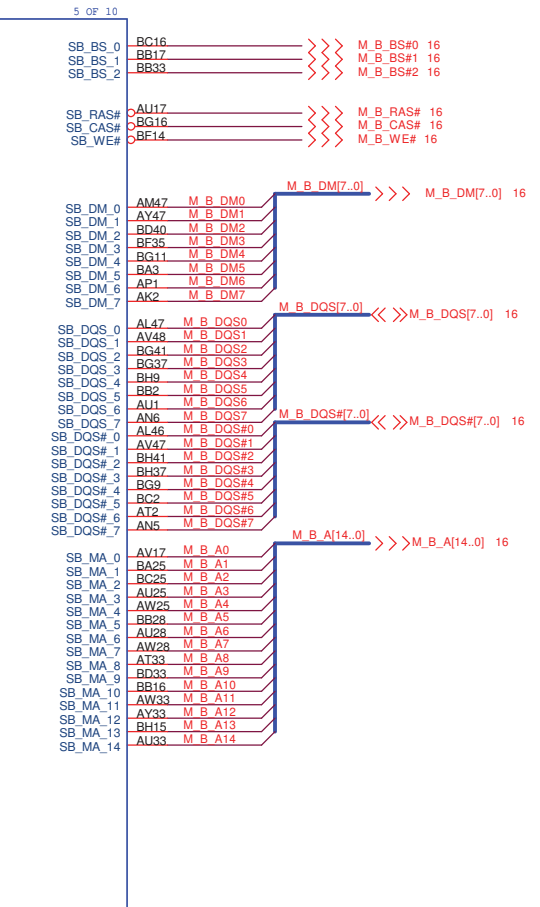 5 OF 10
SB_BS_0 BC16 M_B_BS#0 16
SB_BS_1 BB17 M_B_BS#1 16
SB_BS_2 BB33 M_B_BS#2 16
SB_RAS# AU17 M_B_RAS# 16
SB_CAS# BG16 M_B_CAS# 16
SB_WE# BF14 M_B_WE# 16
M_B_DM[7..0] M_B_DM[7..0] 16
SB_DM_0 AM47 M_B_DM0
SB_DM_1 AY47 M_B_DM1
SB_DM_2 BD40 M_B_DM2
SB_DM_3 BF35 M_B_DM3
SB_DM_4 BG11 M_B_DM4
SB_DM_5 BA3 M_B_DM5
SB_DM_6 AP1 M_B_DM6
SB_DM_7 AK2 M_B_DM7
M_B_DQS[7..0] M_B_DQS[7..0] 16
SB_DQS_0 AL47 M_B_DQS0
SB_DQS_1 AV48 M_B_DQS1
SB_DQS_2 BG41 M_B_DQS2
SB_DQS_3 BG37 M_B_DQS3
SB_DQS_4 BH9 M_B_DQS4
SB_DQS_5 BB2 M_B_DQS5
SB_DQS_6 AU1 M_B_DQS6
SB_DQS_7 AN6 M_B_DQS7
M_B_DQS#[7..0] M_B_DQS#[7..0] 16
SB_DQS#_0 AL46 M_B_DQS#0
SB_DQS#_1 AV47 M_B_DQS#1
SB_DQS#_2 BH41 M_B_DQS#2
SB_DQS#_3 BH37 M_B_DQS#3
SB_DQS#_4 BG9 M_B_DQS#4
SB_DQS#_5 BC2 M_B_DQS#5
SB_DQS#_6 AT2 M_B_DQS#6
SB_DQS#_7 AN5 M_B_DQS#7
M_B_A[14..0] M_B_A[14..0] 16
SB_MA_0 AV17 M_B_A0
SB_MA_1 BA25 M_B_A1
SB_MA_2 BC25 M_B_A2
SB_MA_3 AU25 M_B_A3
SB_MA_4 AW25 M_B_A4
SB_MA_5 BB28 M_B_A5
SB_MA_6 AU28 M_B_A6
SB_MA_7 AW28 M_B_A7
SB_MA_8 AT33 M_B_A8
SB_MA_9 BD33 M_B_A9
SB_MA_10 BB16 M_B_A10
SB_MA_11 AW33 M_B_A11
SB_MA_12 AY33 M_B_A12
SB_MA_13 BH15 M_B_A13
SB_MA_14 AU33 M_B_A14